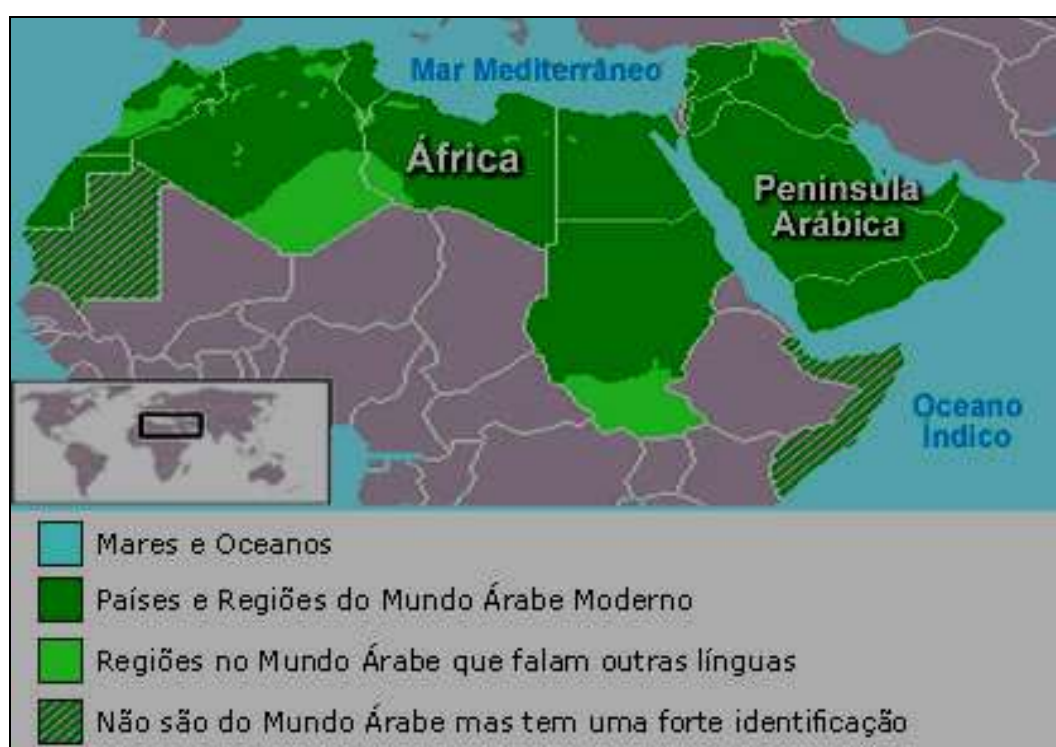 Mar Mediterrâneo
África
Península
Arábica
Oceano
Índico
Mares e Oceanos
Países e Regiões do Mundo Árabe Moderno
Regiões no Mundo Árabe que falam outras línguas
Não são do Mundo Árabe mas tem uma forte identificação